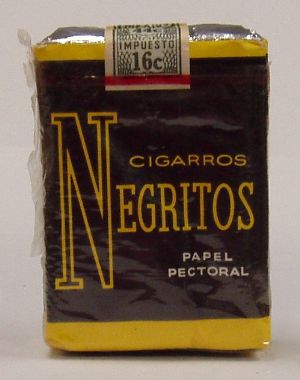 IMPUESTO
16c
CIGARROS
NEGRITOS
PAPEL
PECTORAL